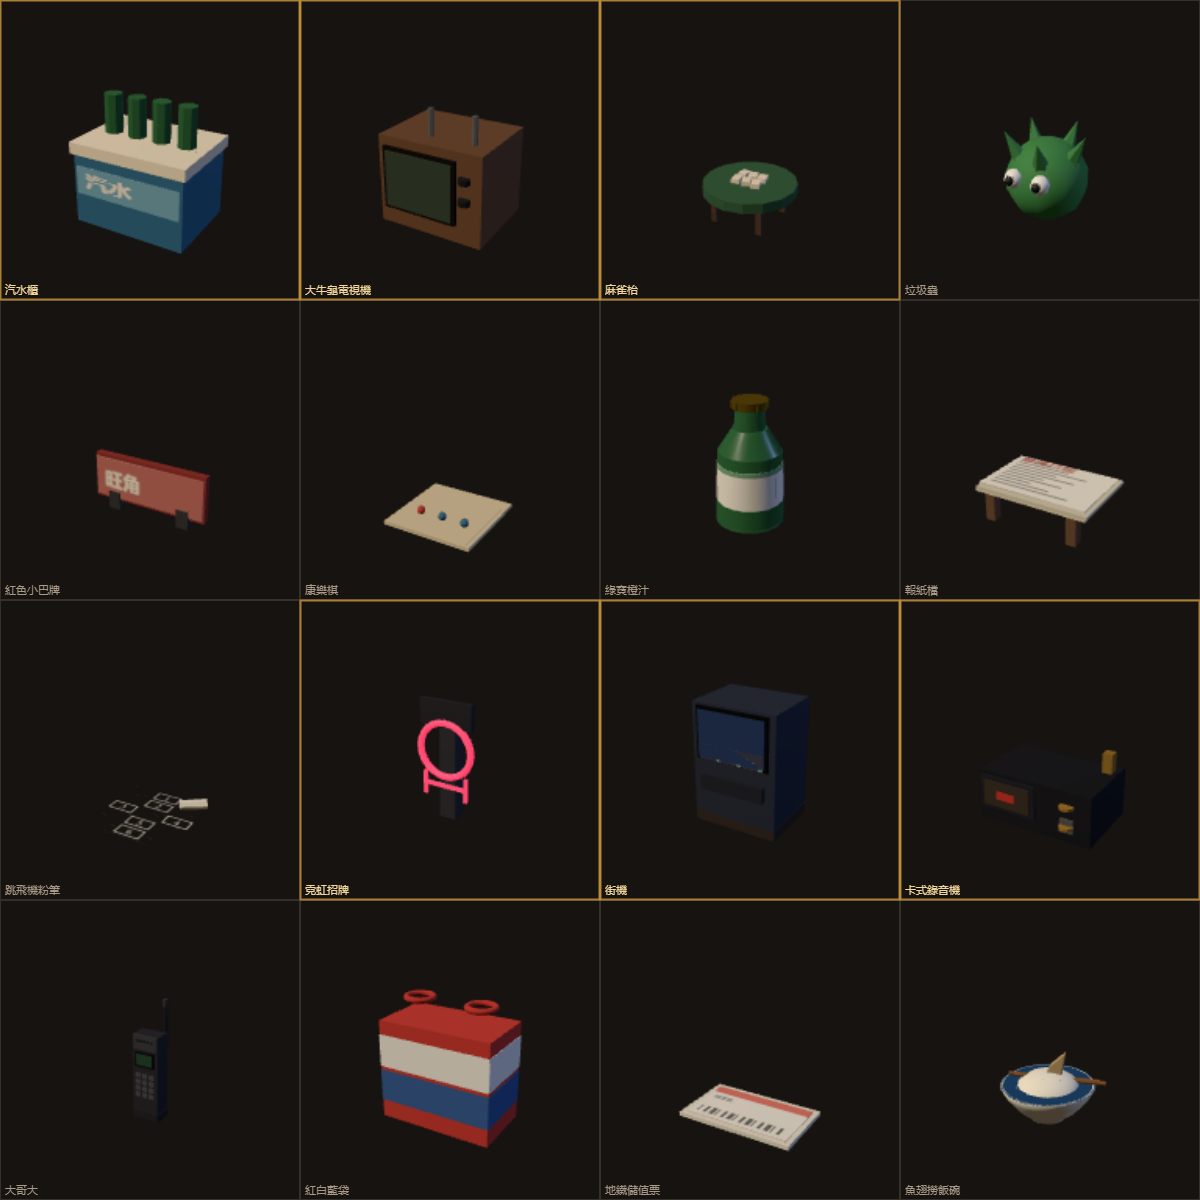 汽水
汽水櫃
大牛龜電視機
麻雀枱
垃圾蟲
旺角
紅色小巴牌
康樂棋
綠寶橙汁
報紙檔
跳飛機粉筆
霓虹招牌
街機
卡式錄音機
大哥大
紅白藍袋
地鐵儲值票
魚翅撈飯碗